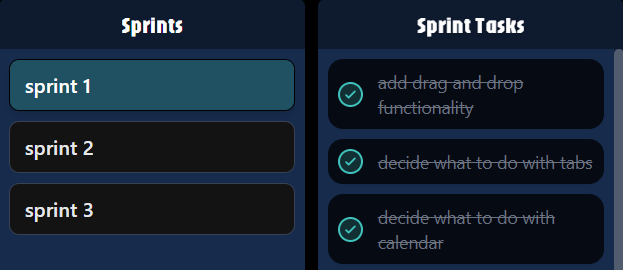 Sprints
sprint 1
sprint 2
sprint 3
Sprint Tasks
add drag and drop
functionality
decide what to do with tabs
decide what to do with
calendar